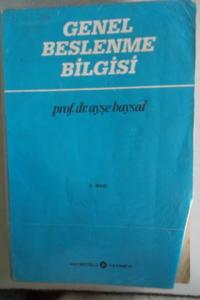 GENEL
BESLENME
BİLGİSİ
prof.dr.ayşe baysal